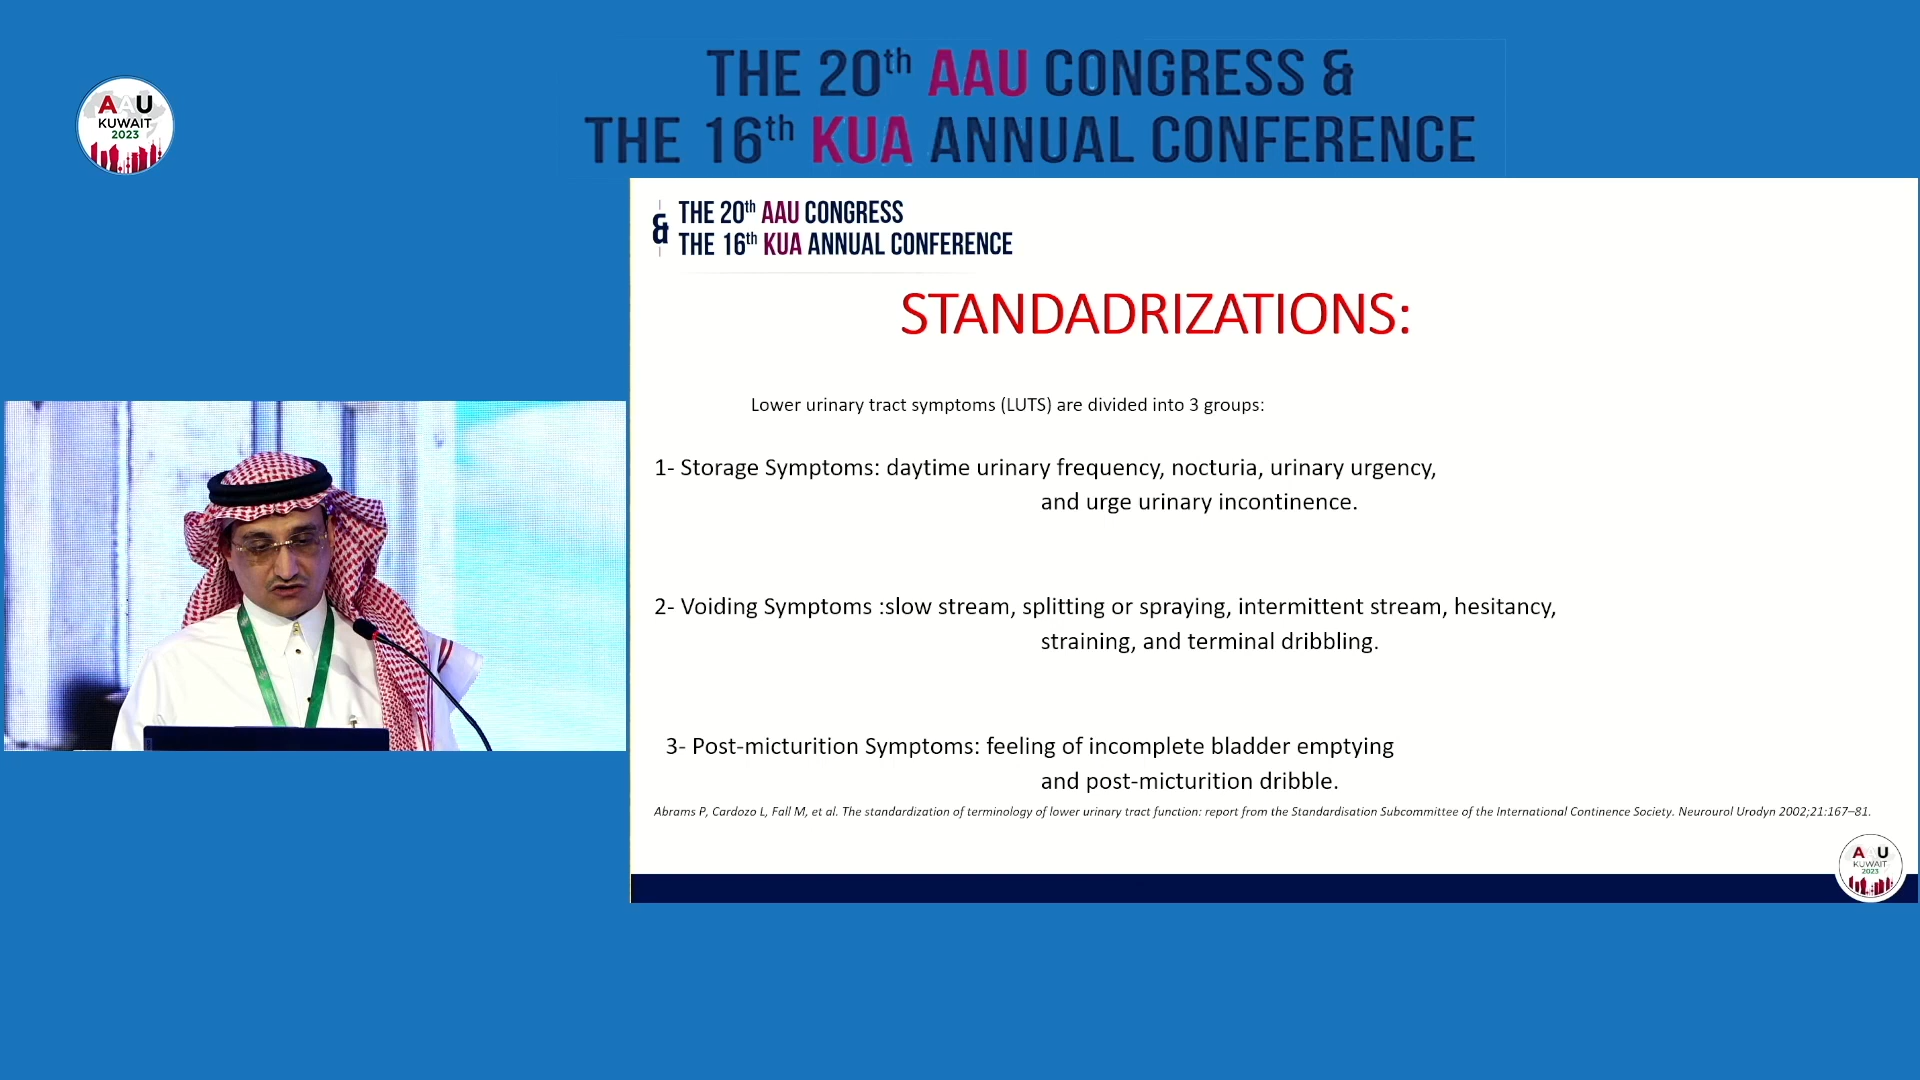 AAU
KUWAIT
2023
THE 20th AAU CONGRESS &
THE 16th KUA ANNUAL CONFERENCE
& THE 20th AAU CONGRESS
THE 16th KUA ANNUAL CONFERENCE
STANDADRIZATIONS:
Lower urinary tract symptoms (LUTS) are divided into 3 groups:
1- Storage Symptoms: daytime urinary frequency, nocturia, urinary urgency,
and urge urinary incontinence.
2- Voiding Symptoms :slow stream, splitting or spraying, intermittent stream, hesitancy,
straining, and terminal dribbling.
3- Post-micturition Symptoms: feeling of incomplete bladder emptying
and post-micturition dribble.
Abrams P, Cardozo L, Fall M, et al. The standardization of terminology of lower urinary tract function: report from the Standardisation Subcommittee of the International Continence Society. Neurourol Urodyn 2002;21:167–81.
A U
KUWAIT
2023